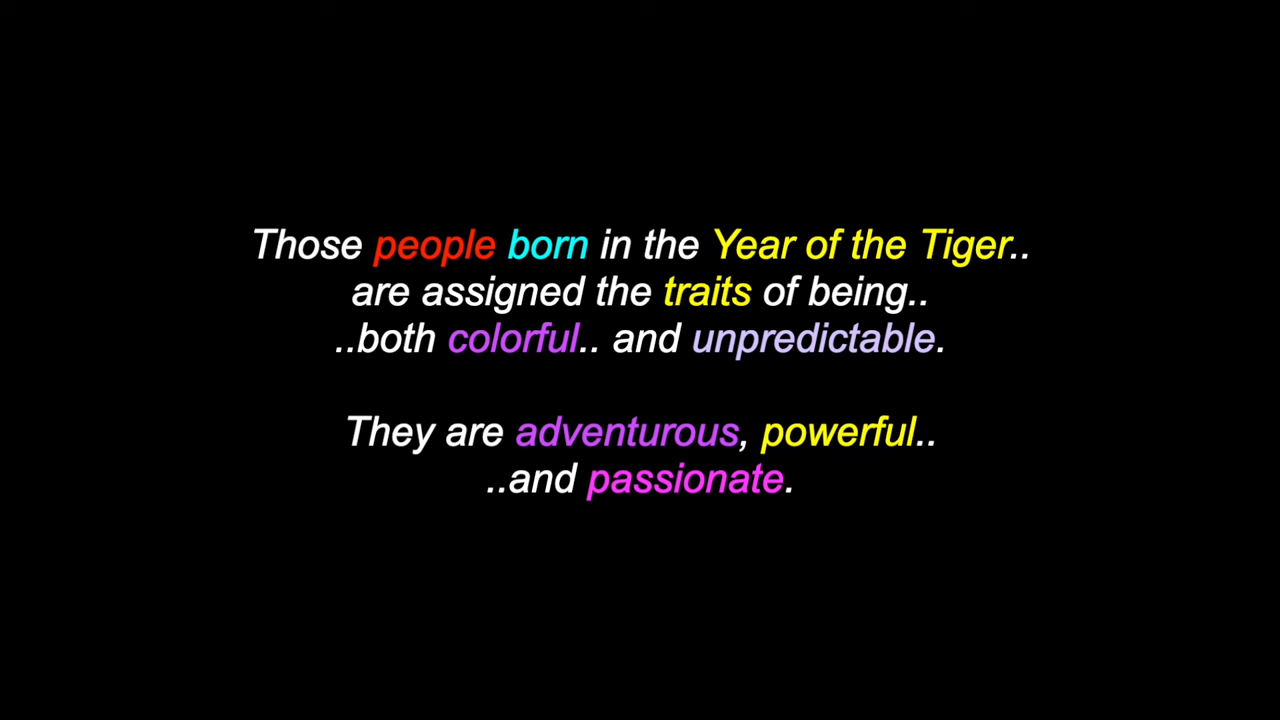 Those people born in the Year of the Tiger..
are assigned the traits of being..
..both colorful.. and unpredictable.
They are adventurous, powerful..
..and passionate.